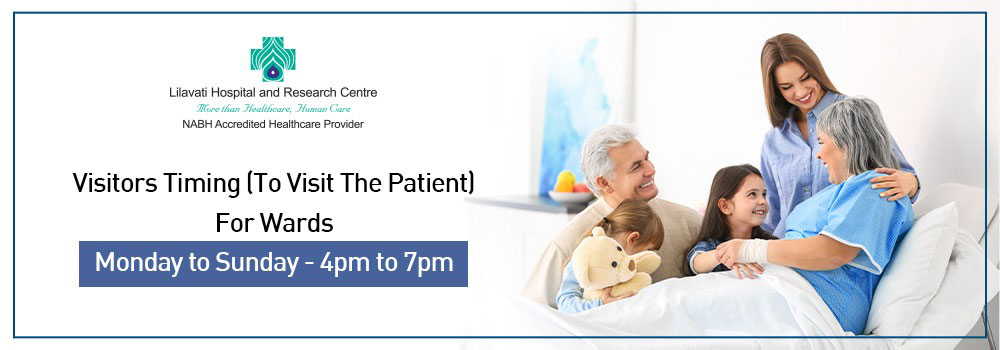 Lilavati Hospital and Research Centre
More than Healthcare, Human Care
NABH Accredited Healthcare Provider
Visitors Timing (To Visit The Patient)
For Wards
Monday to Sunday - 4pm to 7pm